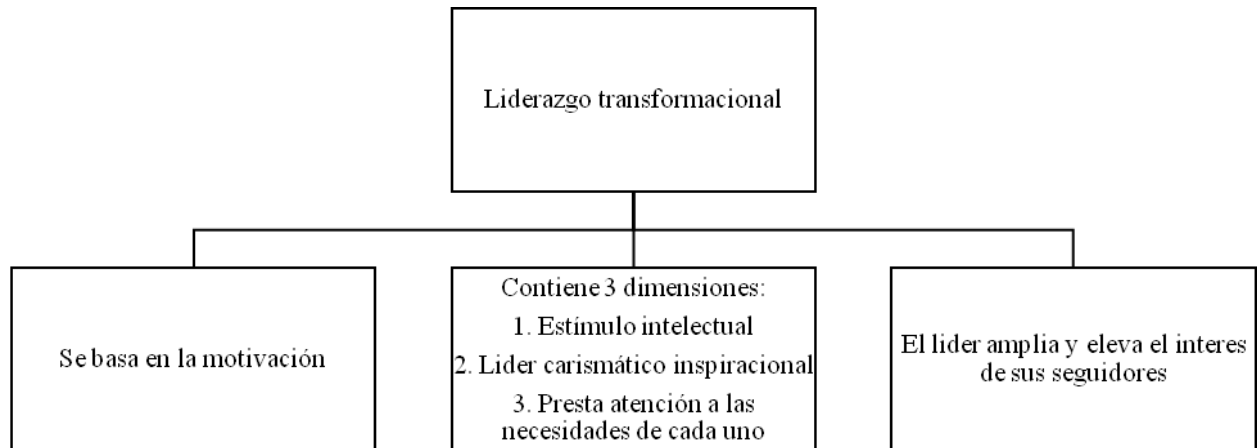 Liderazgo transformacional
Se basa en la motivación
Contiene 3 dimensiones:
1. Estímulo intelectual
2. Lider carismático inspiracional
3. Presta atención a las
necesidades de cada uno
El lider amplia y eleva el interes
de sus seguidores